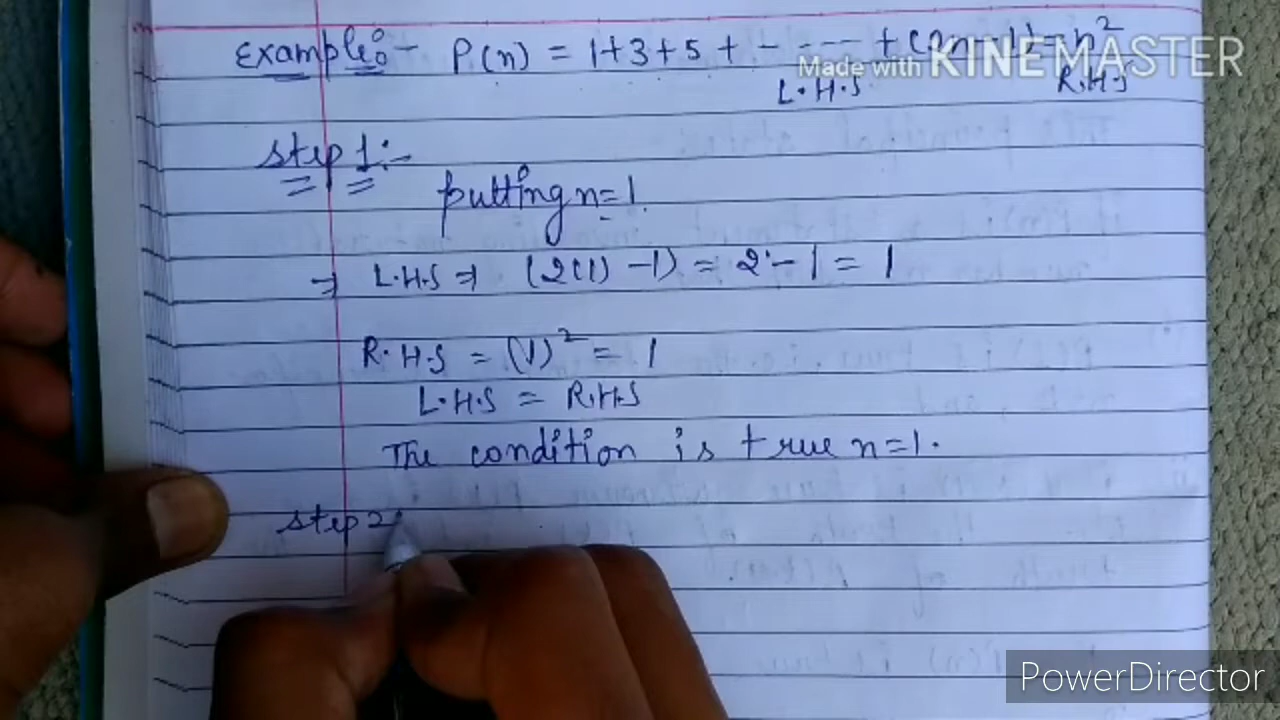 Example:- P(n) = 1+3+5+ - ---- +(2n-1) = n²
Made with KINEMASTER
L.H.S R.H.S
Step 1:-
putting n=1.
⇒ L.H.S ⇒ (2(1) -1) = 2-1 = 1
R.H.S = (1)² = 1
L.H.S = R.H.S
The condition is true n=1.
Step 2
PowerDirector